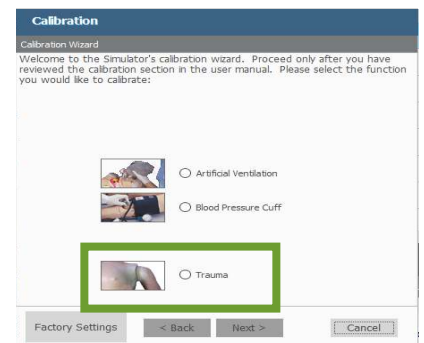 Calibration
Calibration Wizard
Welcome to the Simulator's calibration wizard. Proceed only after you have
reviewed the calibration section in the user manual. Please select the function
you would like to calibrate:
Artificial Ventilation
Blood Pressure Cuff
Trauma
Factory Settings < Back Next > Cancel